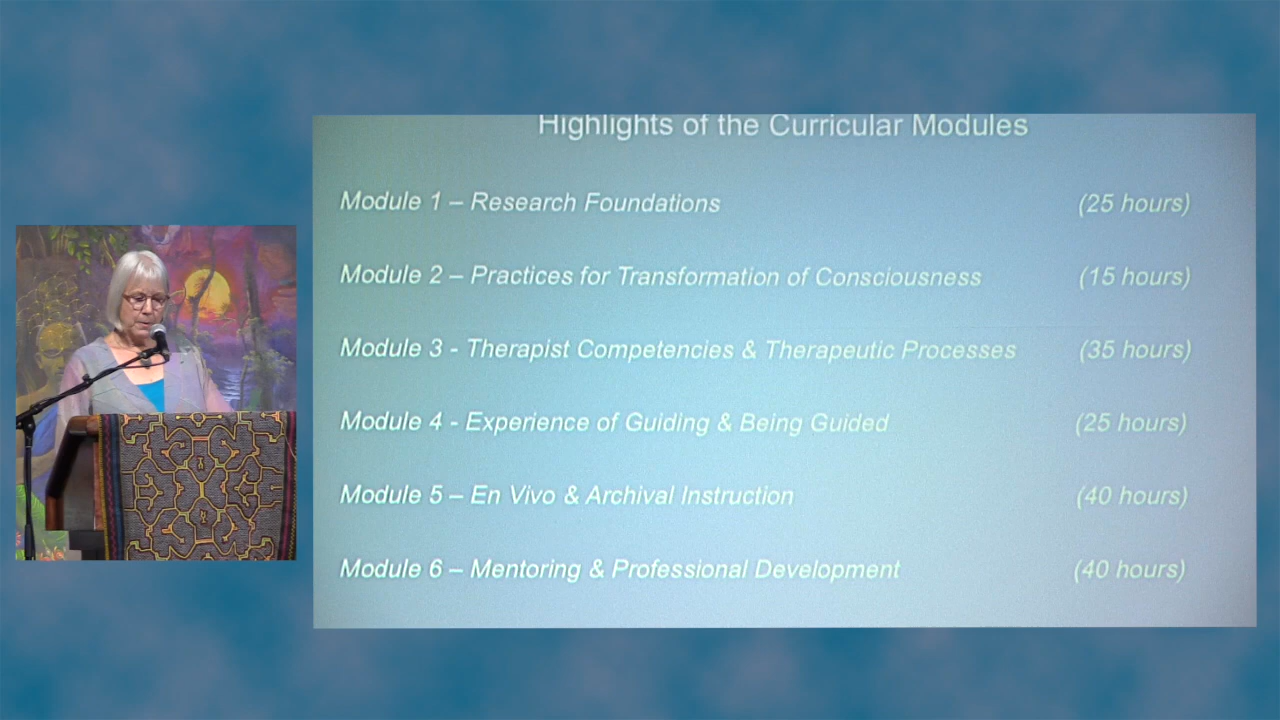 Highlights of the Curricular Modules
Module 1 – Research Foundations (25 hours)
Module 2 – Practices for Transformation of Consciousness (15 hours)
Module 3 - Therapist Competencies & Therapeutic Processes (35 hours)
Module 4 - Experience of Guiding & Being Guided (25 hours)
Module 5 – En Vivo & Archival Instruction (40 hours)
Module 6 – Mentoring & Professional Development (40 hours)